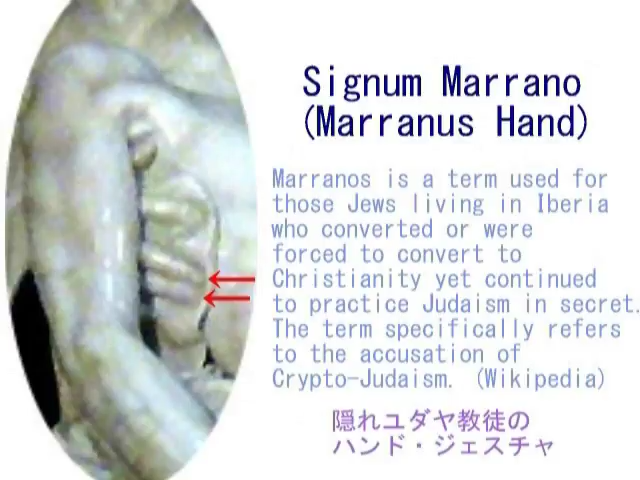 Signum Marrano
(Marranus Hand)
Marranos is a term used for
those Jews living in Iberia
who converted or were
forced to convert to
Christianity yet continued
to practice Judaism in secret.
The term specifically refers
to the accusation of
Crypto-Judaism. (Wikipedia)
隠れユダヤ教徒の
ハンド・ジェスチャ